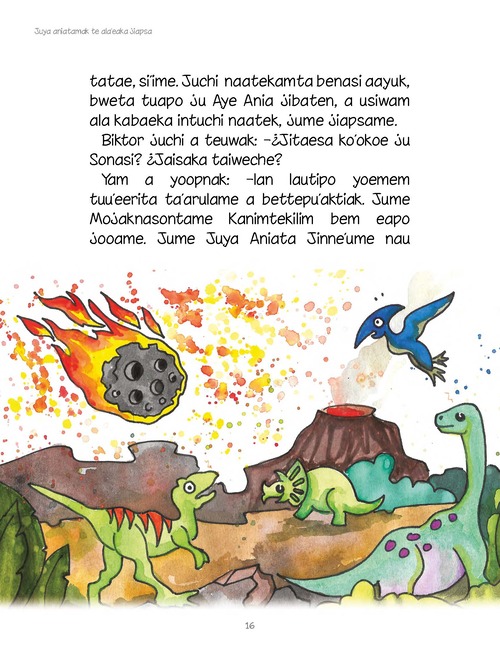 Juya aniatamak te ala'eaka Jiapsa
tatae, si'ime. Juchi naatekamta benasi aayuk,
bweta tuapo ju Aye Ania jibaten, a usiwam
ala kabaeka intuchi naatek, jume jiapsame.
Biktor juchi a teuwak: -¿Jitaesa ko'okoe ju
Sonasi? ¿Jaisaka taiweche?
Yam a yoopnak: -Ian lautipo yoemem
tuu'eerita ta'arulame a bettepu'aktiak. Jume
Mojaknasontame Kanimtekilim bem eapo
jooame. Jume Juya Aniata Jinne'ume nau
16